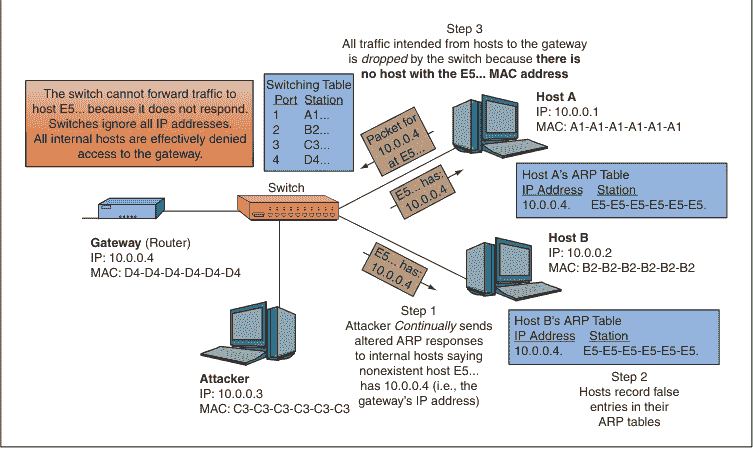 Step 3
All traffic intended from hosts to the gateway
is dropped by the switch because there is
no host with the E5... MAC address
The switch cannot forward traffic to
host E5... because it does not respond.
Switches ignore all IP addresses.
All internal hosts are effectively denied
access to the gateway.
Switching Table
Port Station
1 A1...
2 B2...
3 C3...
4 D4...
Packet for
10.0.0.4
at E5...
Host A
IP: 10.0.0.1
MAC: A1-A1-A1-A1-A1-A1
E5... has:
10.0.0.4
Host A's ARP Table
IP Address Station
10.0.0.4. E5-E5-E5-E5-E5-E5.
Switch
Gateway (Router)
IP: 10.0.0.4
MAC: D4-D4-D4-D4-D4-D4
E5... has:
10.0.0.4
Host B
IP: 10.0.0.2
MAC: B2-B2-B2-B2-B2-B2
Step 1
Attacker Continually sends
altered ARP responses
to internal hosts saying
nonexistent host E5...
has 10.0.0.4 (i.e., the
gateway's IP address)
Host B's ARP Table
IP Address Station
10.0.0.4. E5-E5-E5-E5-E5-E5.
Attacker
IP: 10.0.0.3
MAC: C3-C3-C3-C3-C3-C3
Step 2
Hosts record false
entries in their
ARP tables